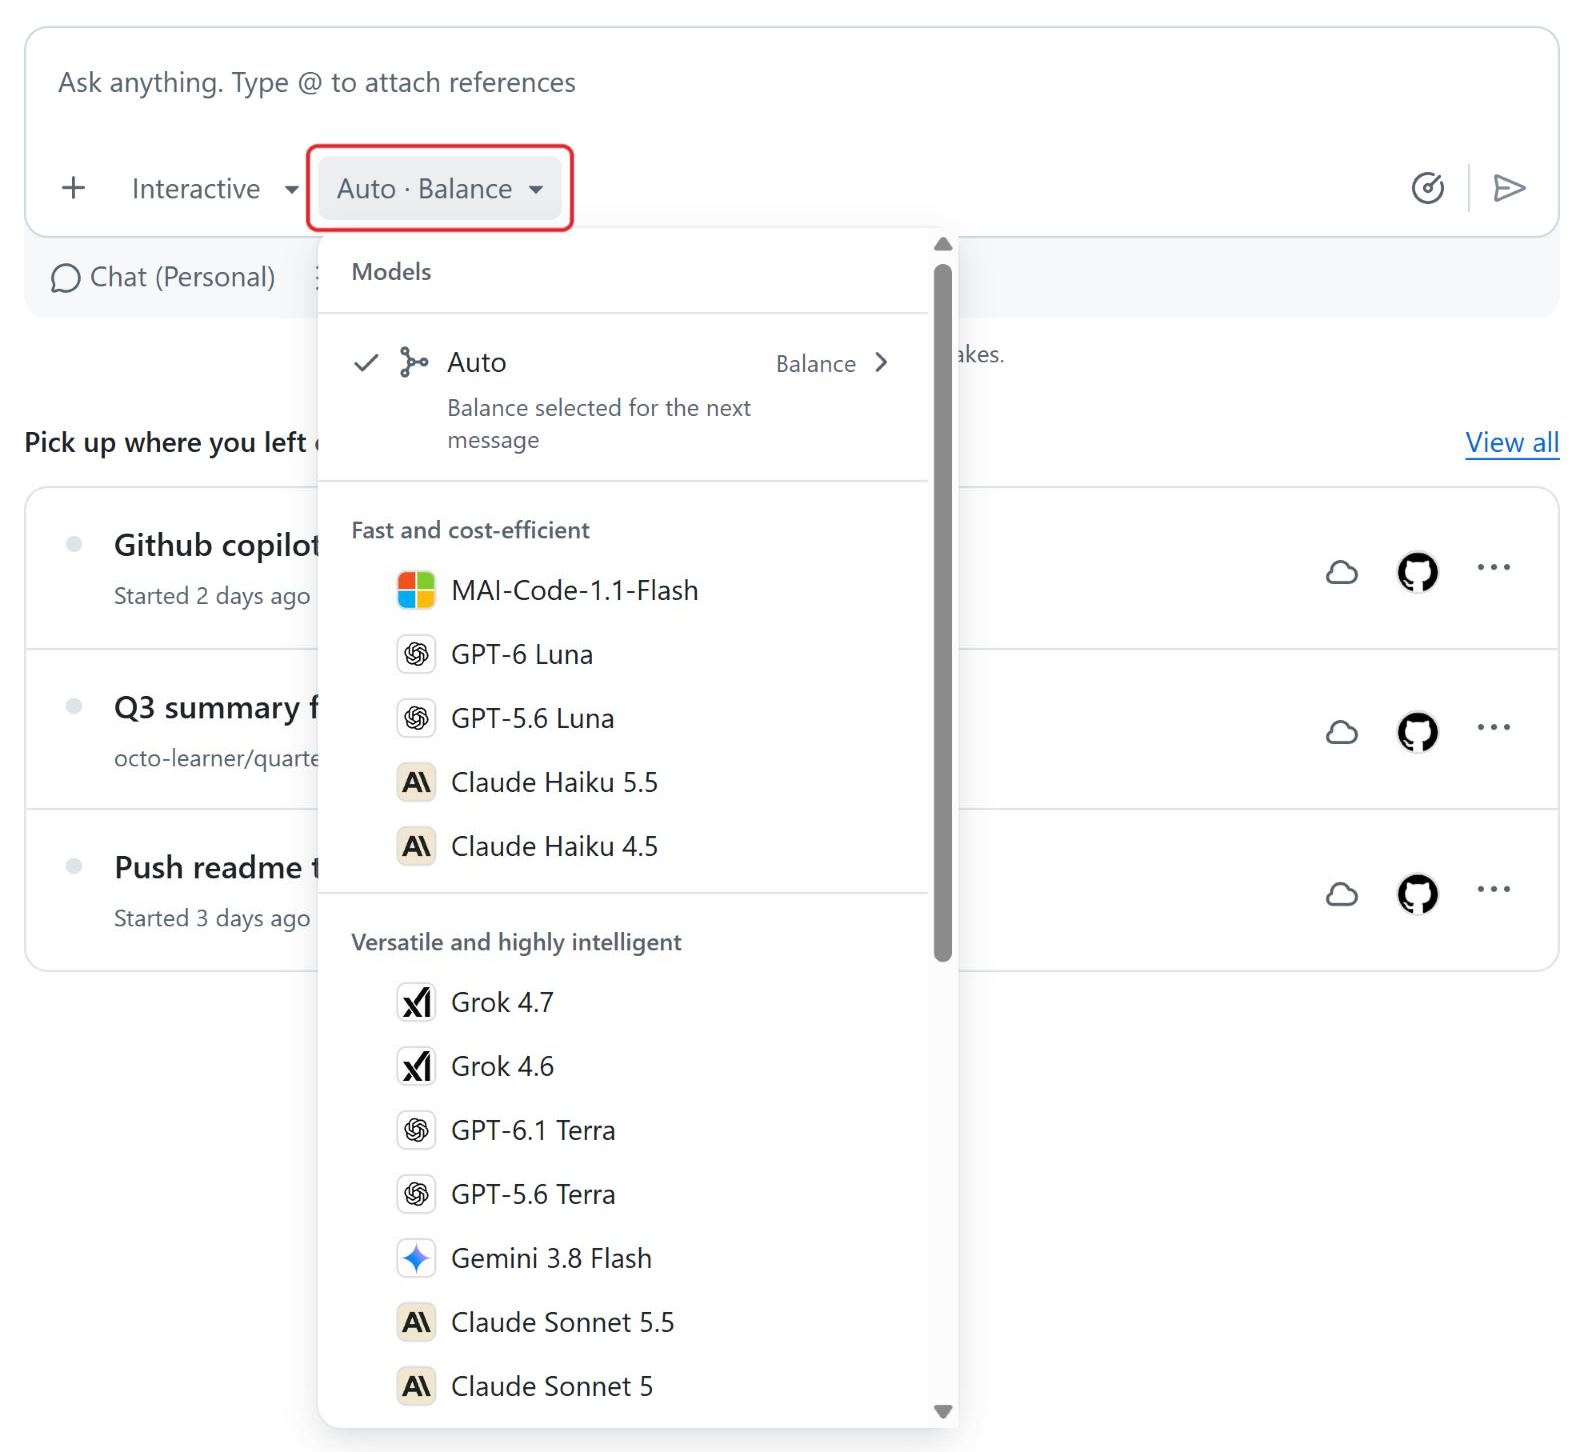 Ask anything. Type @ to attach references
Interactive
Auto · Balance
Chat (Personal)
Models
Auto
Balance
Balance selected for the next
message
akes.
Pick up where you left
View all
Fast and cost-efficient
MAI-Code-1.1-Flash
GPT-6 Luna
GPT-5.6 Luna
Claude Haiku 5.5
Claude Haiku 4.5
Github copilot
Started 2 days ago
Q3 summary f
octo-learner/quarte
Push readme t
Started 3 days ago
Versatile and highly intelligent
Grok 4.7
Grok 4.6
GPT-6.1 Terra
GPT-5.6 Terra
Gemini 3.8 Flash
Claude Sonnet 5.5
Claude Sonnet 5